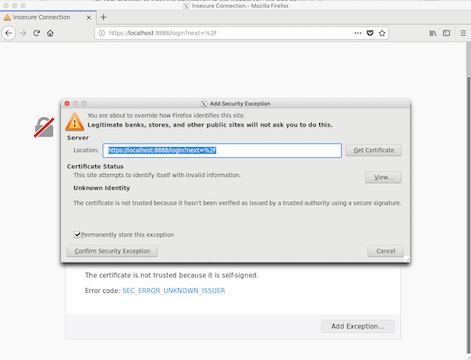 Insecure Connection - Mozilla Firefox
Insecure Connection
https://localhost:8888/login?next=%2F
Add Security Exception
You are about to override how Firefox identifies this site.
Legitimate banks, stores, and other public sites will not ask you to do this.
Server
Location: https://localhost:8888/login?next=%2F
Get Certificate
Certificate Status
This site attempts to identify itself with invalid information.
View...
Unknown Identity
The certificate is not trusted because it hasn't been verified as issued by a trusted authority using a secure signature.
Permanently store this exception
Confirm Security Exception
Cancel
The certificate is not trusted because it is self-signed.
Error code: SEC_ERROR_UNKNOWN_ISSUER
Add Exception...